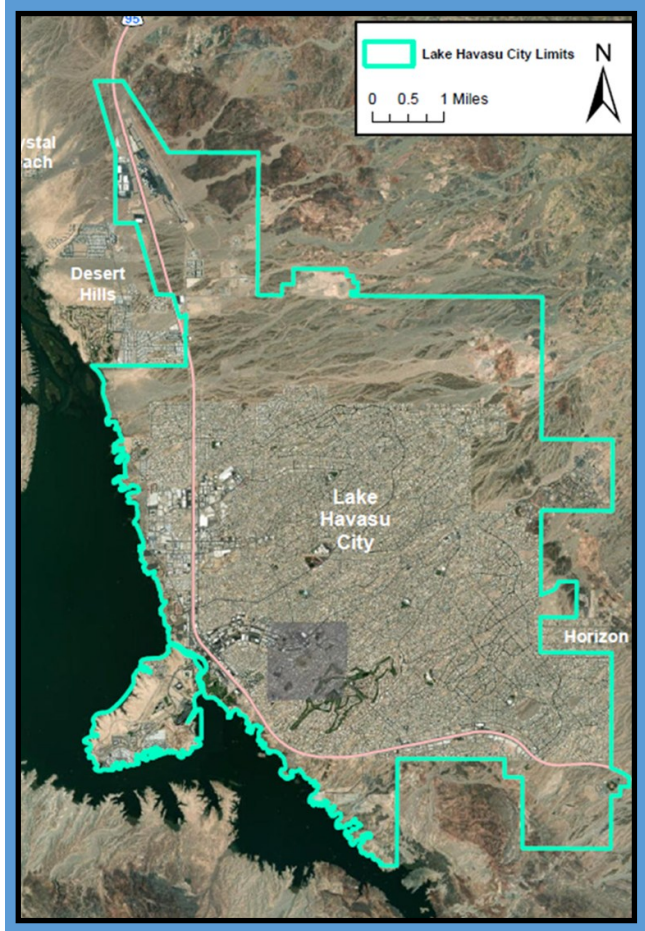 95
Lake Havasu City Limits
N
0 0.5 1 Miles
ystal
ach
Desert
Hills
Lake
Havasu
City
Horizon